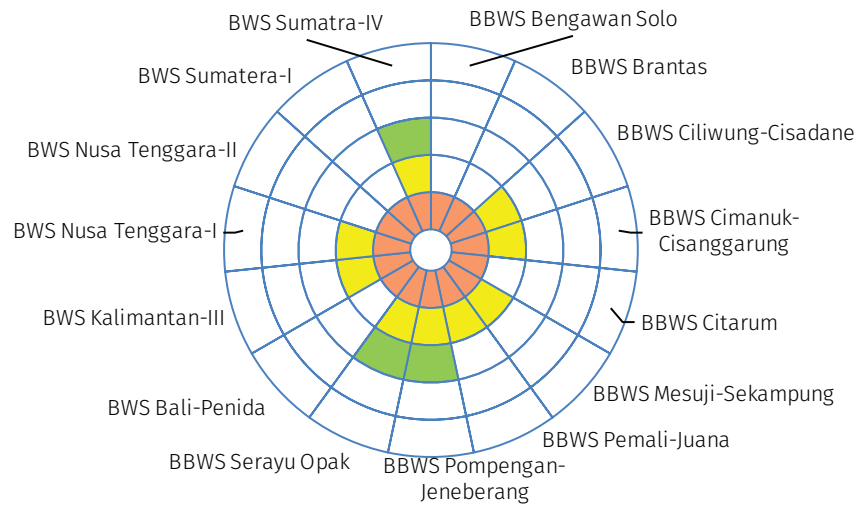 BWS Sumatra-IV
BBWS Bengawan Solo
BBWS Brantas
BBWS Ciliwung-Cisadane
BBWS Cimanuk-
Cisanggarung
BBWS Citarum
BBWS Mesuji-Sekampung
BBWS Pemali-Juana
BBWS Pompengan-
Jeneberang
BBWS Serayu Opak
BWS Bali-Penida
BWS Kalimantan-III
BWS Nusa Tenggara-I
BWS Nusa Tenggara-II
BWS Sumatera-I